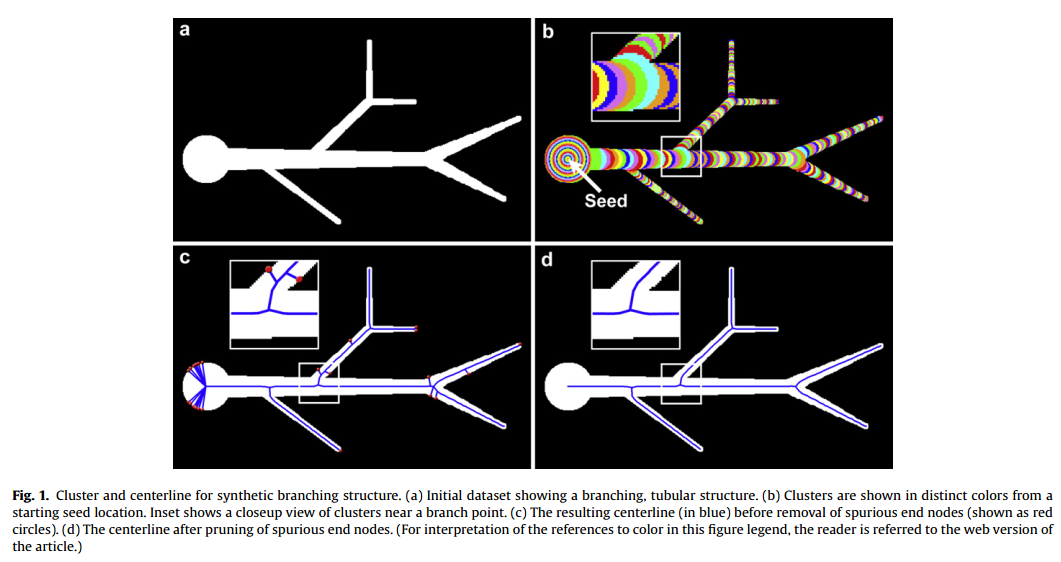 a
b
Seed
c
d
Fig. 1. Cluster and centerline for synthetic branching structure. (a) Initial dataset showing a branching, tubular structure. (b) Clusters are shown in distinct colors from a
starting seed location. Inset shows a closeup view of clusters near a branch point. (c) The resulting centerline (in blue) before removal of spurious end nodes (shown as red
circles). (d) The centerline after pruning of spurious end nodes. (For interpretation of the references to color in this figure legend, the reader is referred to the web version of
the article.)